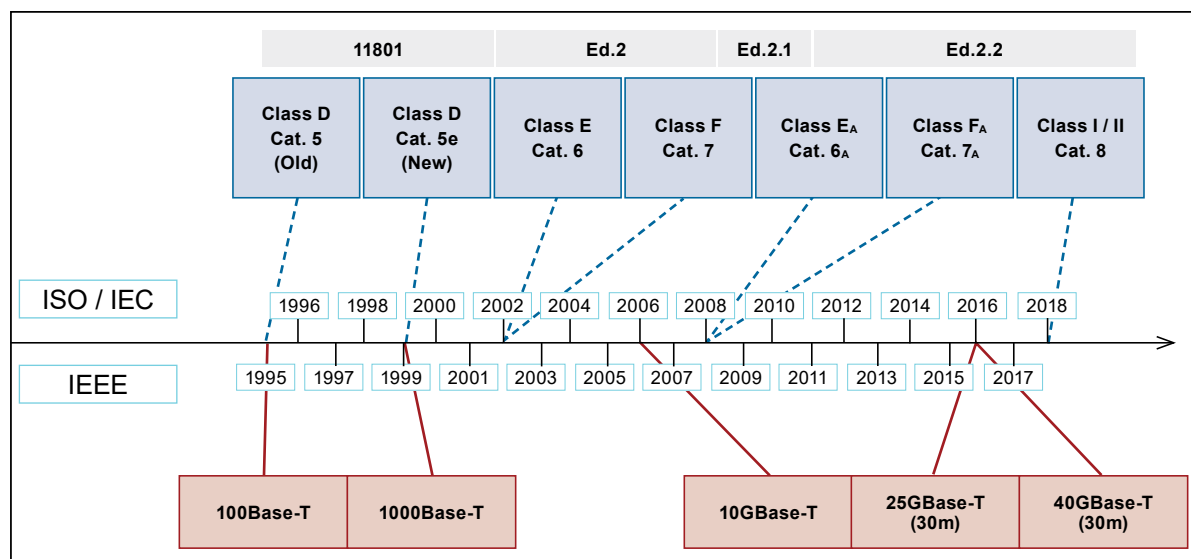 11801 Ed.2 Ed.2.1 Ed.2.2
Class D
Cat. 5
(Old)
Class D
Cat. 5e
(New)
Class E
Cat. 6
Class F
Cat. 7
Class EA
Cat. 6A
Class FA
Cat. 7A
Class I / II
Cat. 8
ISO / IEC
1996 1998 2000 2002 2004 2006 2008 2010 2012 2014 2016 2018
IEEE
1995 1997 1999 2001 2003 2005 2007 2009 2011 2013 2015 2017
100Base-T
1000Base-T
10GBase-T
25GBase-T
(30m)
40GBase-T
(30m)